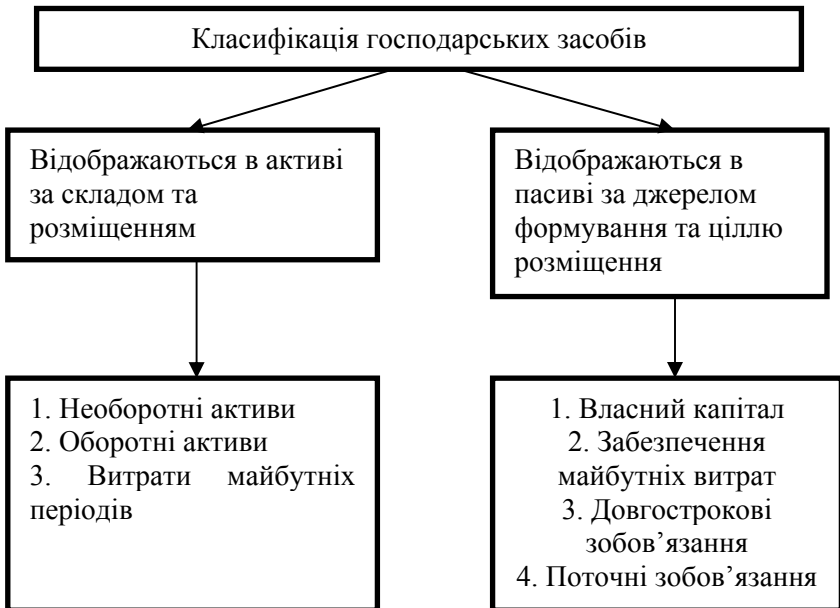 Класифікація господарських засобів
Відображаються в активі
за складом та
розміщенням
Відображаються в
пасиві за джерелом
формування та ціллю
розміщення
1. Необоротні активи
2. Оборотні активи
3. Витрати майбутніх
періодів
1. Власний капітал
2. Забезпечення
майбутніх витрат
3. Довгострокові
зобов’язання
4. Поточні зобов’язання